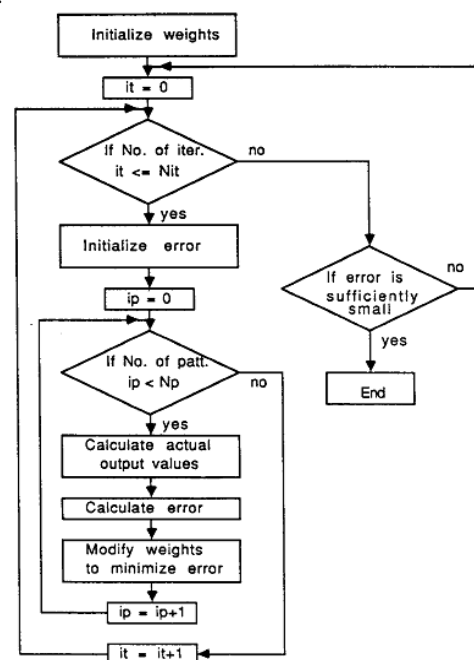 Initialize weights
it = 0
If No. of iter.
it <= Nit
no
yes
Initialize error
If error is
sufficiently
small
no
yes
End
ip = 0
If No. of patt.
ip < Np
no
yes
Calculate actual
output values
Calculate error
Modify weights
to minimize error
ip = ip+1
it = it+1